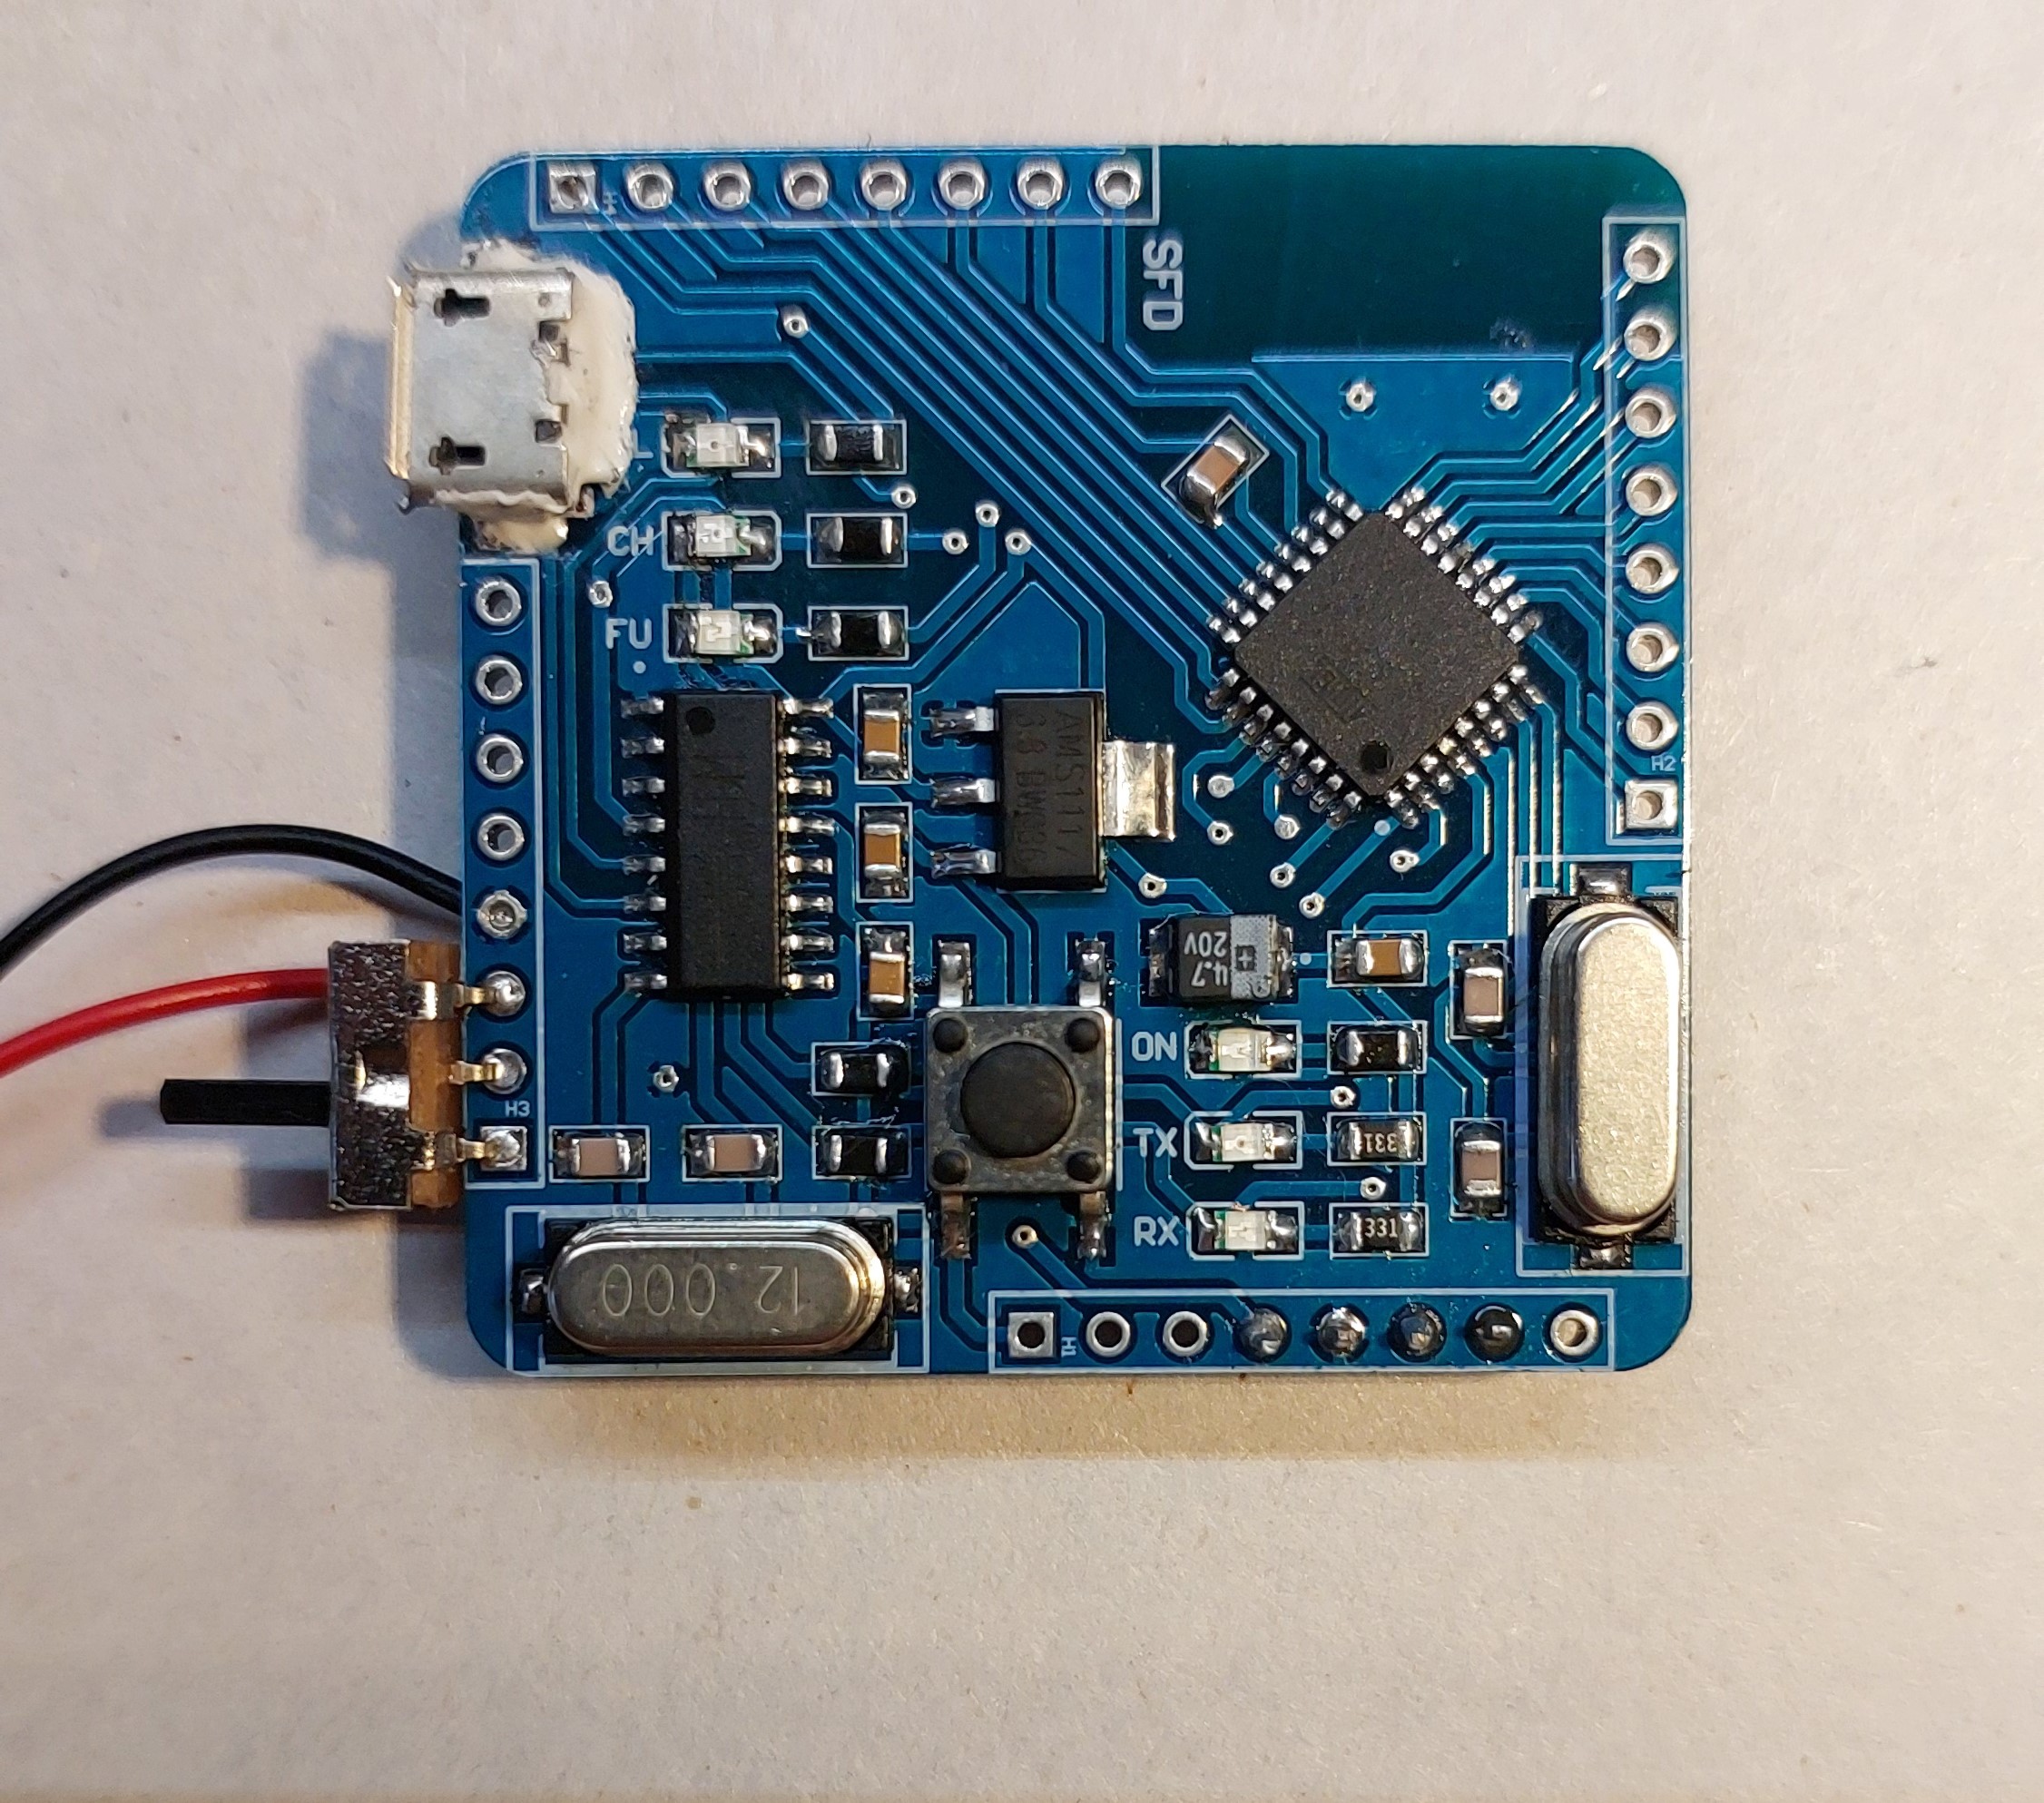 SFD
L
CH
FU
AMS1117
3.3
H2
4.7
20V
+
ON
H3
TX
331
RX
331
12.000
H1